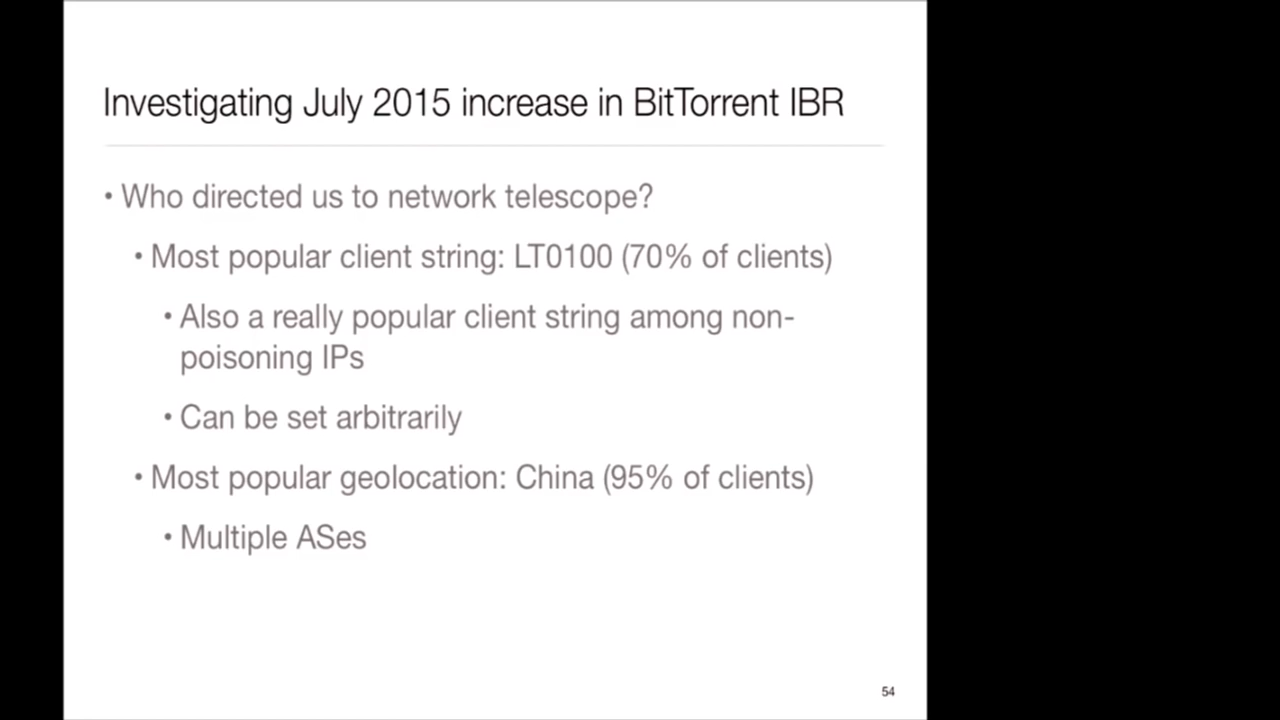 Investigating July 2015 increase in BitTorrent IBR
• Who directed us to network telescope?
• Most popular client string: LT0100 (70% of clients)
• Also a really popular client string among non-
poisoning IPs
• Can be set arbitrarily
• Most popular geolocation: China (95% of clients)
• Multiple ASes
54